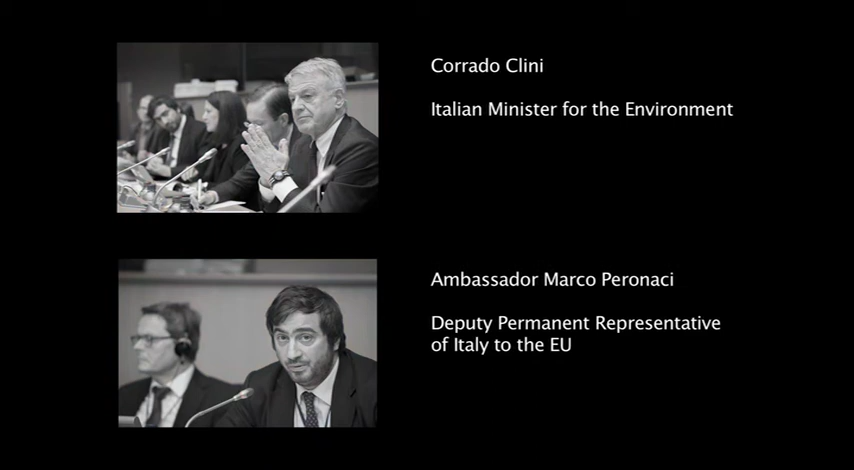 Corrado Clini
Italian Minister for the Environment
Ambassador Marco Peronaci
Deputy Permanent Representative
of Italy to the EU